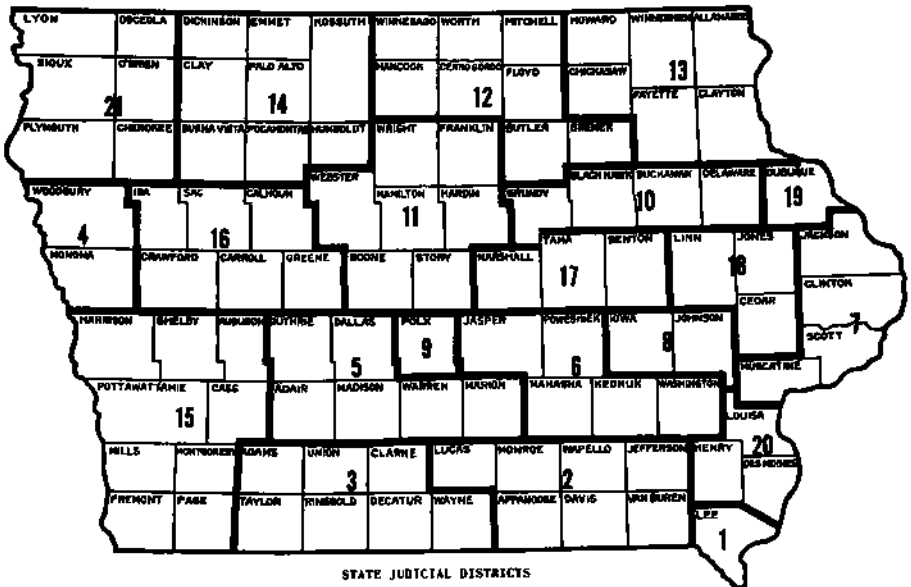 LYON OSCEOLA DICKINSON EMMET KOSSUTH WINNEBAGO WORTH MITCHELL HOWARD WINNESHIEK ALLAMAKEE
SIOUX O'BRIEN CLAY PALO ALTO HANCOCK CERRO GORDO FLOYD CHICKASAW 13
21 14 12 FAYETTE CLAYTON
PLYMOUTH CHEROKEE BUENA VISTA POCAHONTAS HUMBOLDT WRIGHT FRANKLIN BUTLER BREMER
WOODBURY IDA SAC CALHOUN WEBSTER HAMILTON HARDIN GRUNDY BLACK HAWK BUCHANAN DELAWARE DUBUQUE
4 16 11 10 19
MONONA CRAWFORD CARROLL GREENE BOONE STORY MARSHALL TAMA BENTON LINN JONES JACKSON
17 18
CEDAR CLINTON
HARRISON SHELBY AUDUBON GUTHRIE DALLAS POLK JASPER POWESHIEK IOWA JOHNSON SCOTT 7
5 9 6 8 MUSCATINE
POTTAWATTAMIE CASS ADAIR MADISON WARREN MARION MAHASKA KEOKUK WASHINGTON
15 LOUISA
MILLS MONTGOMERY ADAMS UNION CLARKE LUCAS MONROE WAPELLO JEFFERSON HENRY 20
3 2 DES MOINES
FREMONT PAGE TAYLOR RINGGOLD DECATUR WAYNE APPANOOSE DAVIS VAN BUREN LEE
1
STATE JUDICIAL DISTRICTS